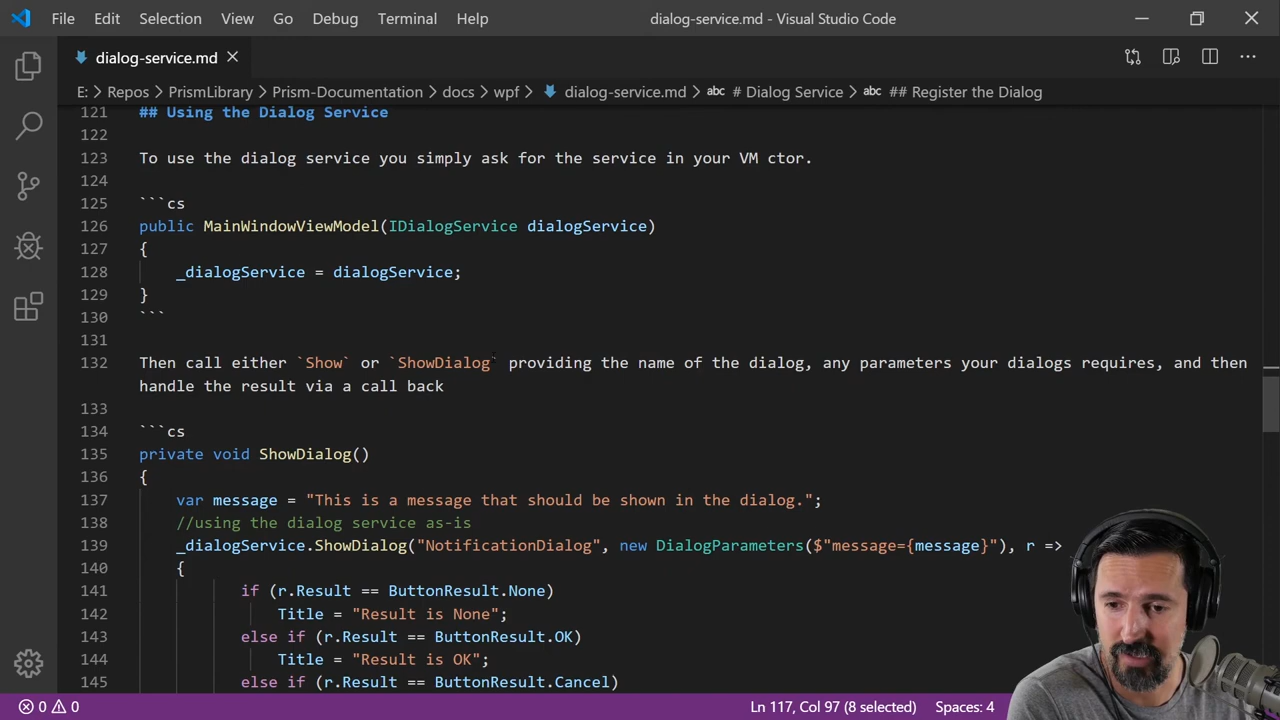 File Edit Selection View Go Debug Terminal Help dialog-service.md - Visual Studio Code
dialog-service.md
E: > Repos > PrismLibrary > Prism-Documentation > docs > wpf > dialog-service.md > abc # Dialog Service > abc ## Register the Dialog
121 ## Using the Dialog Service
122
123 To use the dialog service you simply ask for the service in your VM ctor.
124
125 ```cs
126 public MainWindowViewModel(IDialogService dialogService)
127 {
128 _dialogService = dialogService;
129 }
130 ```
131
132 Then call either `Show` or `ShowDialog` providing the name of the dialog, any parameters your dialogs requires, and then
handle the result via a call back
133
134 ```cs
135 private void ShowDialog()
136 {
137 var message = "This is a message that should be shown in the dialog.";
138 //using the dialog service as-is
139 _dialogService.ShowDialog("NotificationDialog", new DialogParameters($"message={message}"), r =>
140 {
141 if (r.Result == ButtonResult.None)
142 Title = "Result is None";
143 else if (r.Result == ButtonResult.OK)
144 Title = "Result is OK";
145 else if (r.Result == ButtonResult.Cancel)
0 0 Ln 117, Col 97 (8 selected) Spaces: 4